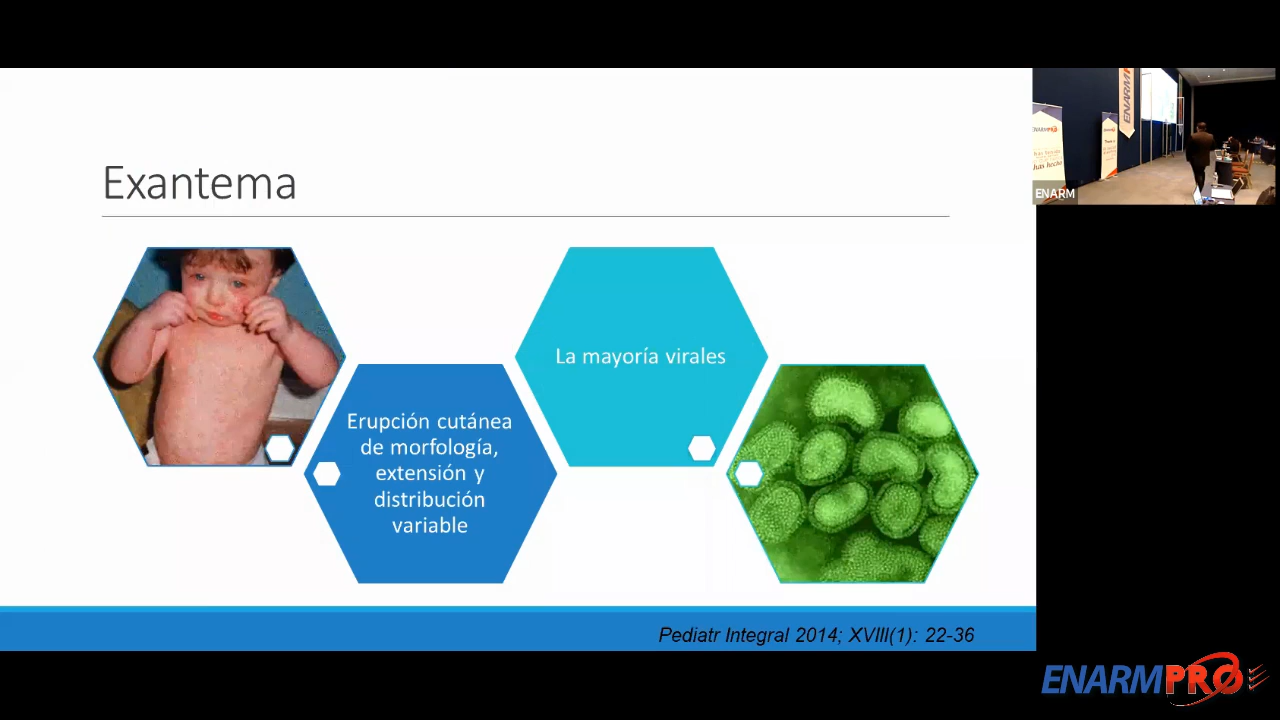 Exantema
Erupción cutánea
de morfología,
extensión y
distribución
variable
La mayoría virales
Pediatr Integral 2014; XVIII(1): 22-36
ENARM
ENARMPRO
ENARMPRO